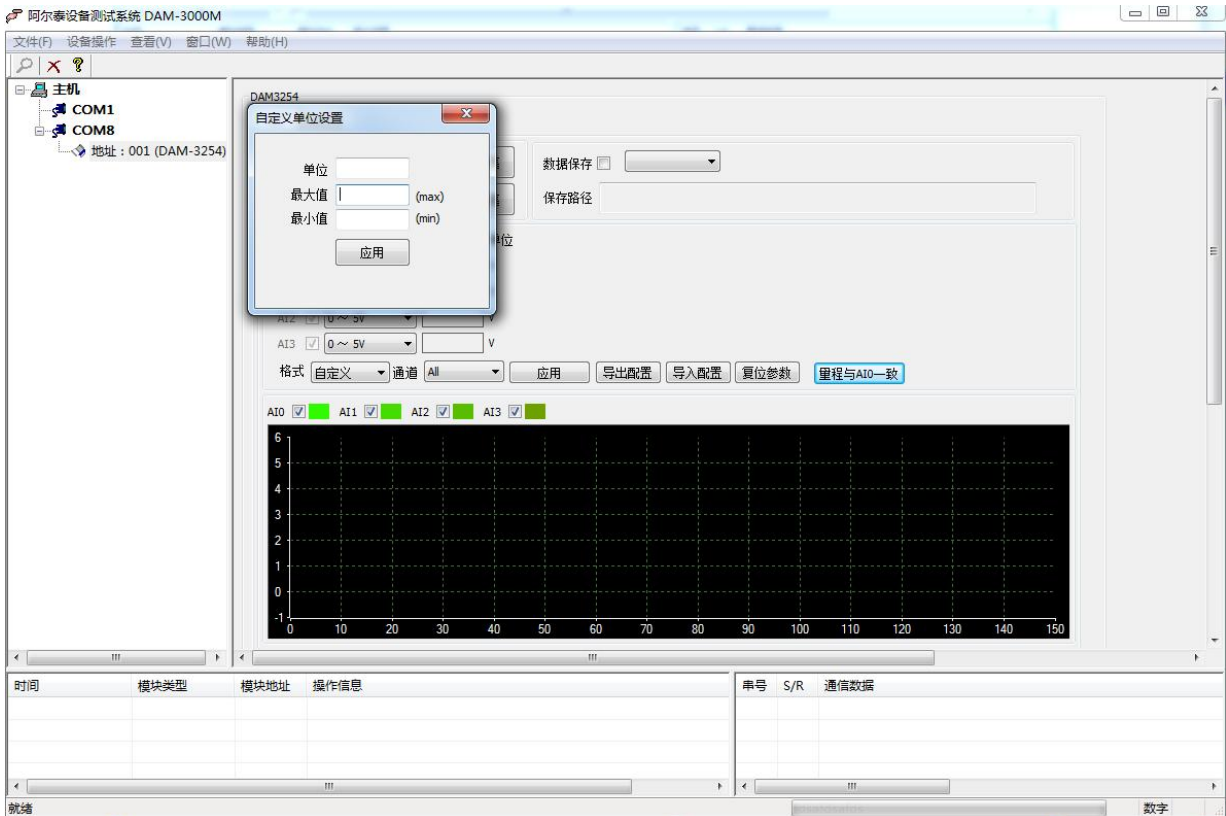 阿尔泰设备测试系统 DAM-3000M
文件(F) 设备操作 查看(V) 窗口(W) 帮助(H)
主机
COM1
COM8
地址：001 (DAM-3254)
DAM3254
自定义单位设置
单位
最大值 (max)
最小值 (min)
应用
数据保存
保存路径
单位
AI2 0～ 5V V
AI3 0～ 5V V
格式 自定义 通道 All 应用 导出配置 导入配置 复位参数 量程与AI0一致
AI0 AI1 AI2 AI3
6
5
4
3
2
1
0
-1
0 10 20 30 40 50 60 70 80 90 100 110 120 130 140 150
时间 模块类型 模块地址 操作信息
串号 S/R 通信数据
就绪
数字